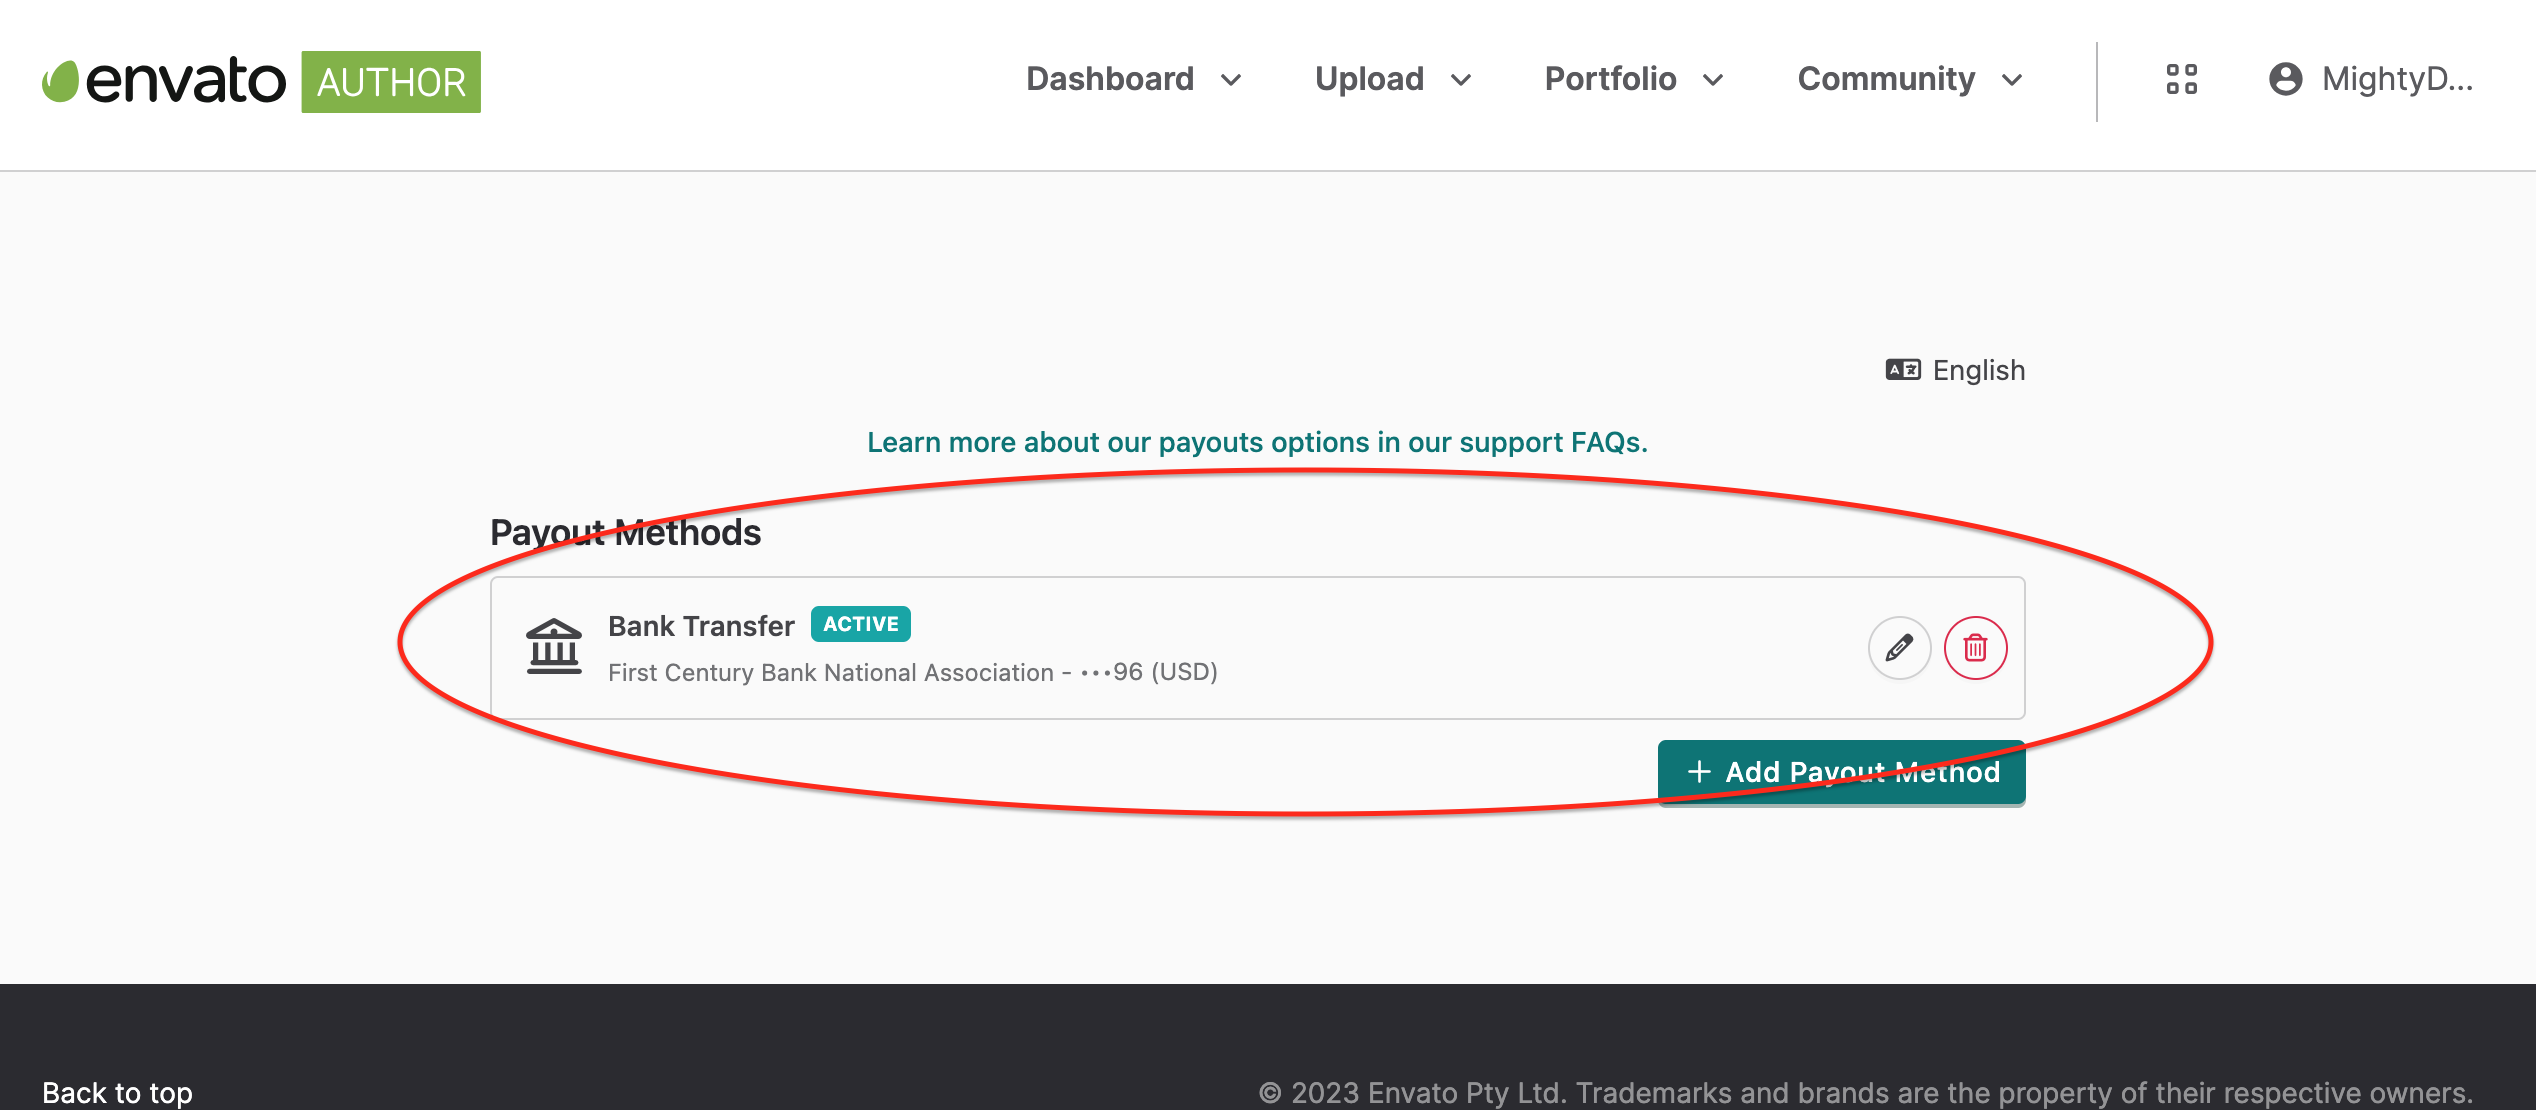 envato AUTHOR
Dashboard Upload Portfolio Community MightyD...
English
Learn more about our payouts options in our support FAQs.
Payout Methods
Bank Transfer ACTIVE
First Century Bank National Association - •••96 (USD)
+ Add Payout Method
Back to top
© 2023 Envato Pty Ltd. Trademarks and brands are the property of their respective owners.